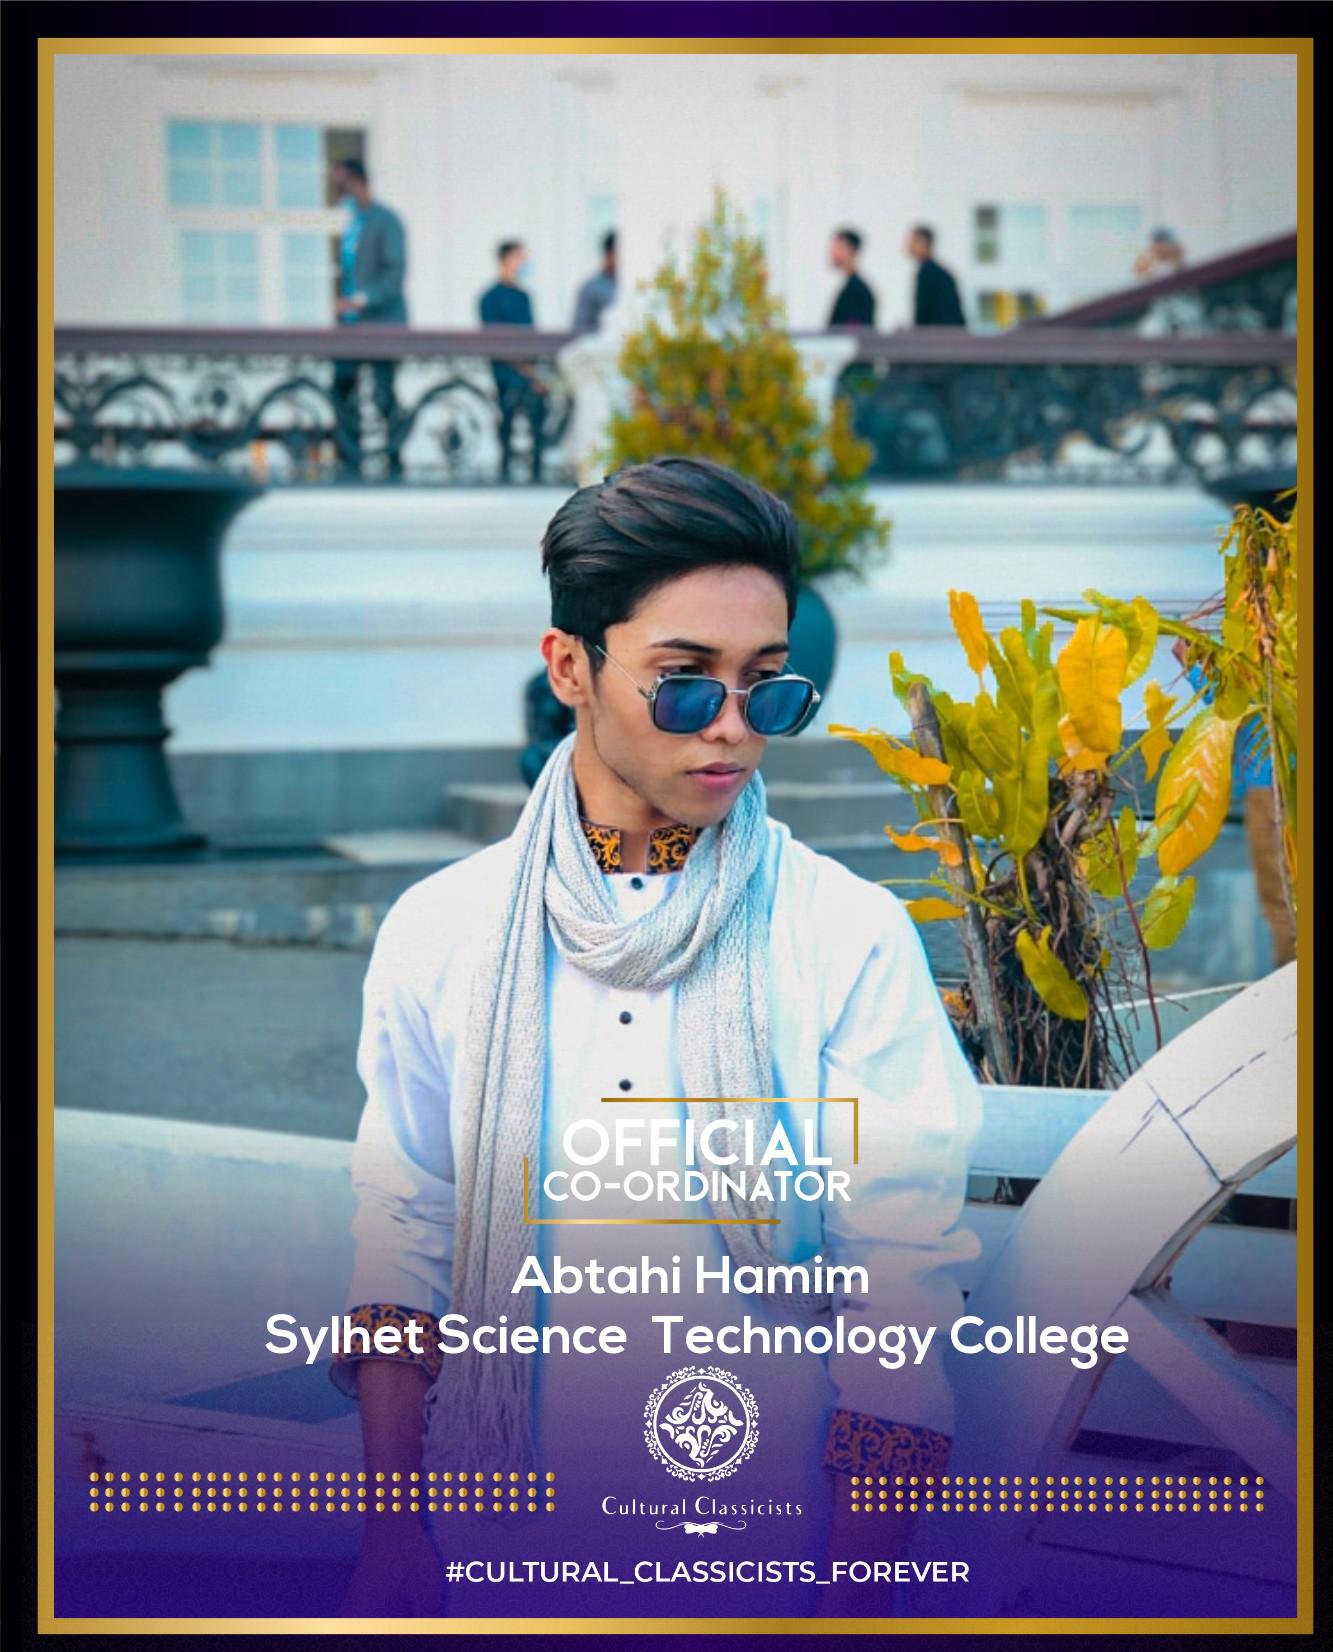 OFFICIAL
CO-ORDINATOR
Abtahi Hamim
Sylhet Science  Technology College
Cultural Classicists
#CULTURAL_CLASSICISTS_FOREVER